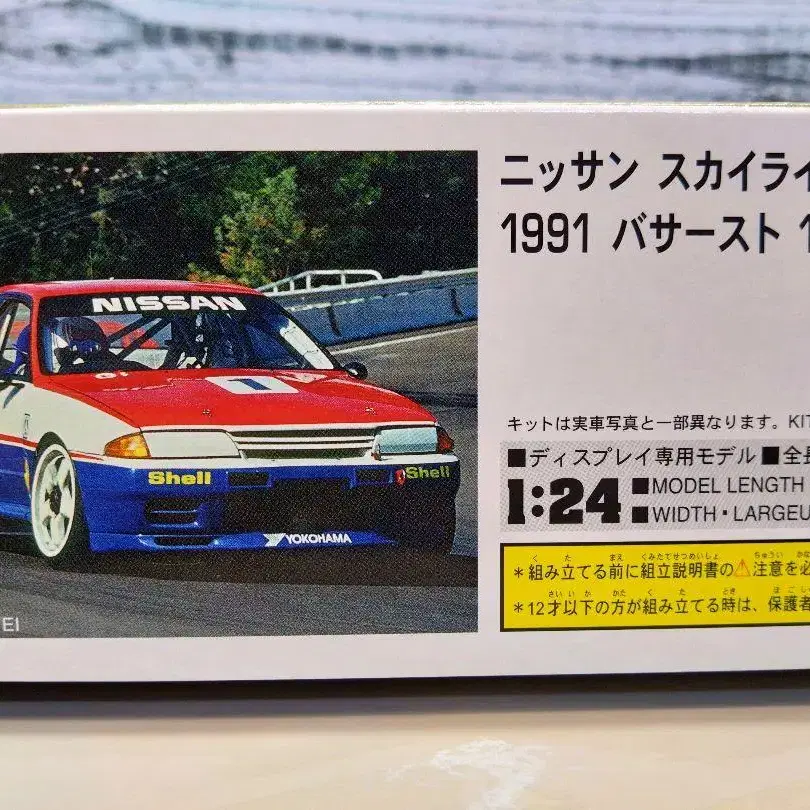 ニッサン スカイライ
1991 バサースト 1
NISSAN
1
Shell
Shell
YOKOHAMA
EI
キットは実車写真と一部異なります。KIT
■ディスプレイ専用モデル ■全長
1:24
■MODEL LENGTH
■WIDTH・LARGEU
*組み立てる前に組立説明書の⚠注意を必
*12才以下の方が組み立てる時は、保護者